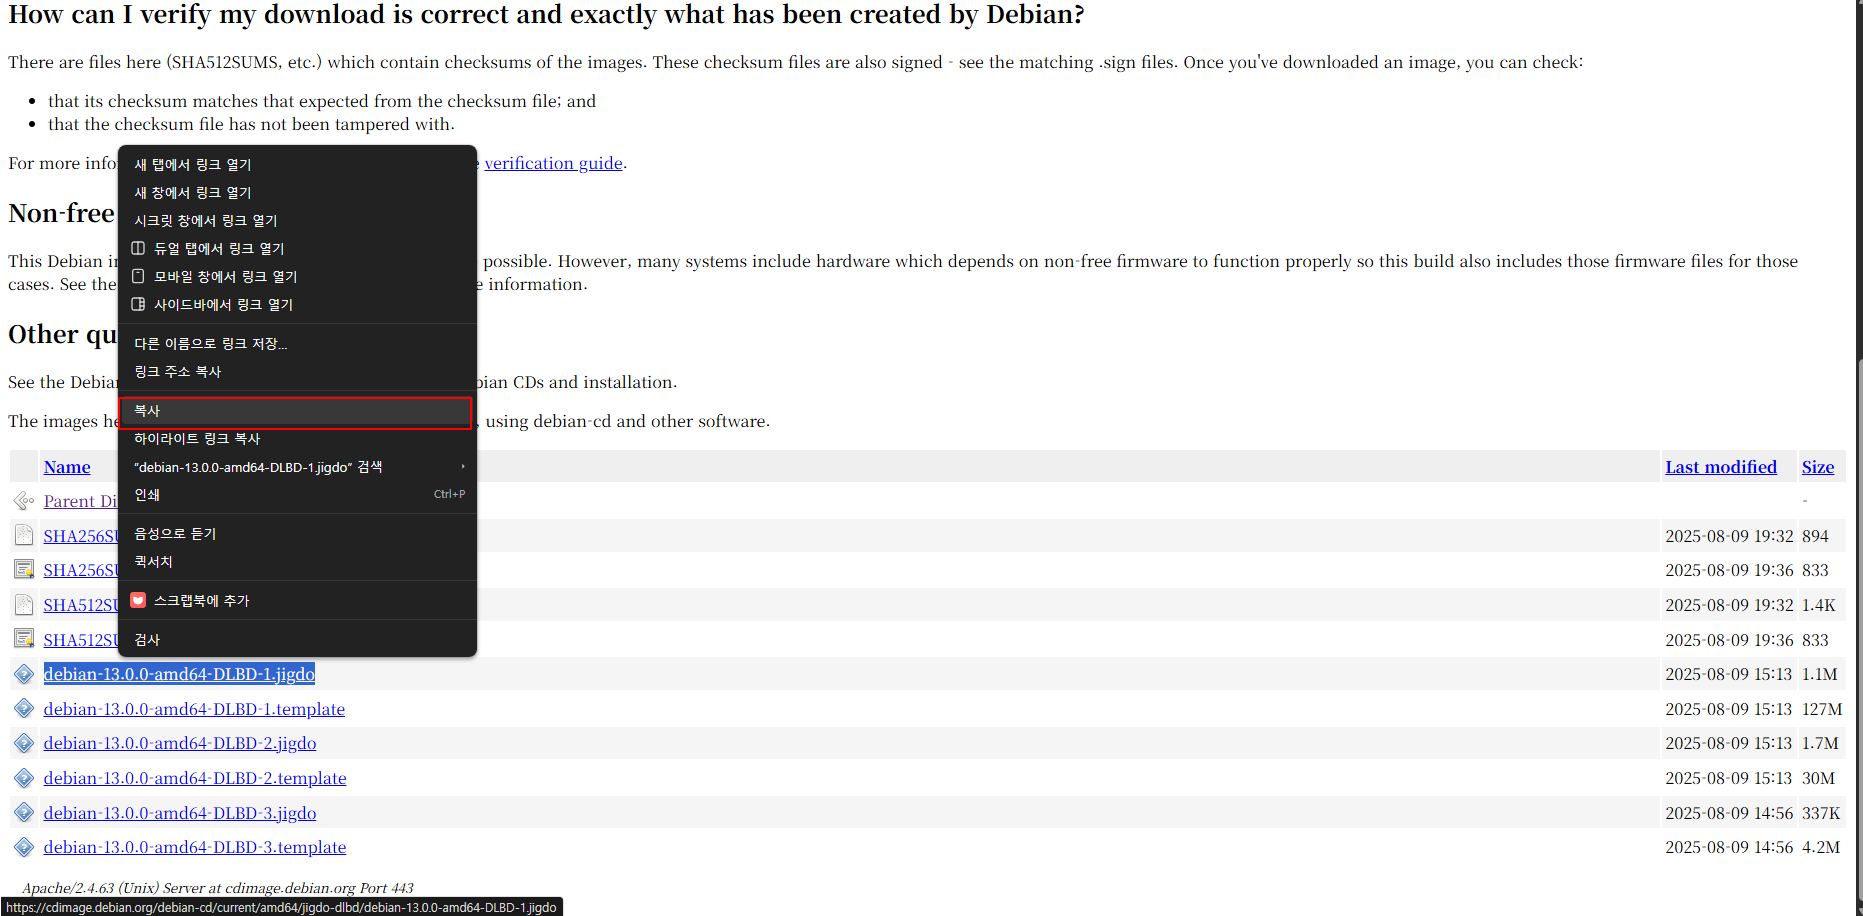 How can I verify my download is correct and exactly what has been created by Debian?
There are files here (SHA512SUMS, etc.) which contain checksums of the images. These checksum files are also signed - see the matching .sign files. Once you've downloaded an image, you can check:
that its checksum matches that expected from the checksum file; and
that the checksum file has not been tampered with.
For more info
verification guide.
Non-free
This Debian in
possible. However, many systems include hardware which depends on non-free firmware to function properly so this build also includes those firmware files for those
cases. See the
e information.
Other qu
See the Debian
bian CDs and installation.
The images he
, using debian-cd and other software.
새 탭에서 링크 열기
새 창에서 링크 열기
시크릿 창에서 링크 열기
듀얼 탭에서 링크 열기
모바일 창에서 링크 열기
사이드바에서 링크 열기
다른 이름으로 링크 저장...
링크 주소 복사
복사
하이라이트 링크 복사
"debian-13.0.0-amd64-DLBD-1.jigdo" 검색
인쇄 Ctrl+P
음성으로 듣기
퀵서치
스크랩북에 추가
검사
Name Last modified Size
Parent Di -
SHA256SU 2025-08-09 19:32 894
SHA256SU 2025-08-09 19:36 833
SHA512SU 2025-08-09 19:32 1.4K
SHA512SU 2025-08-09 19:36 833
debian-13.0.0-amd64-DLBD-1.jigdo 2025-08-09 15:13 1.1M
debian-13.0.0-amd64-DLBD-1.template 2025-08-09 15:13 127M
debian-13.0.0-amd64-DLBD-2.jigdo 2025-08-09 15:13 1.7M
debian-13.0.0-amd64-DLBD-2.template 2025-08-09 15:13 30M
debian-13.0.0-amd64-DLBD-3.jigdo 2025-08-09 14:56 337K
debian-13.0.0-amd64-DLBD-3.template 2025-08-09 14:56 4.2M
Apache/2.4.63 (Unix) Server at cdimage.debian.org Port 443
https://cdimage.debian.org/debian-cd/current/amd64/jigdo-dlbd/debian-13.0.0-amd64-DLBD-1.jigdo